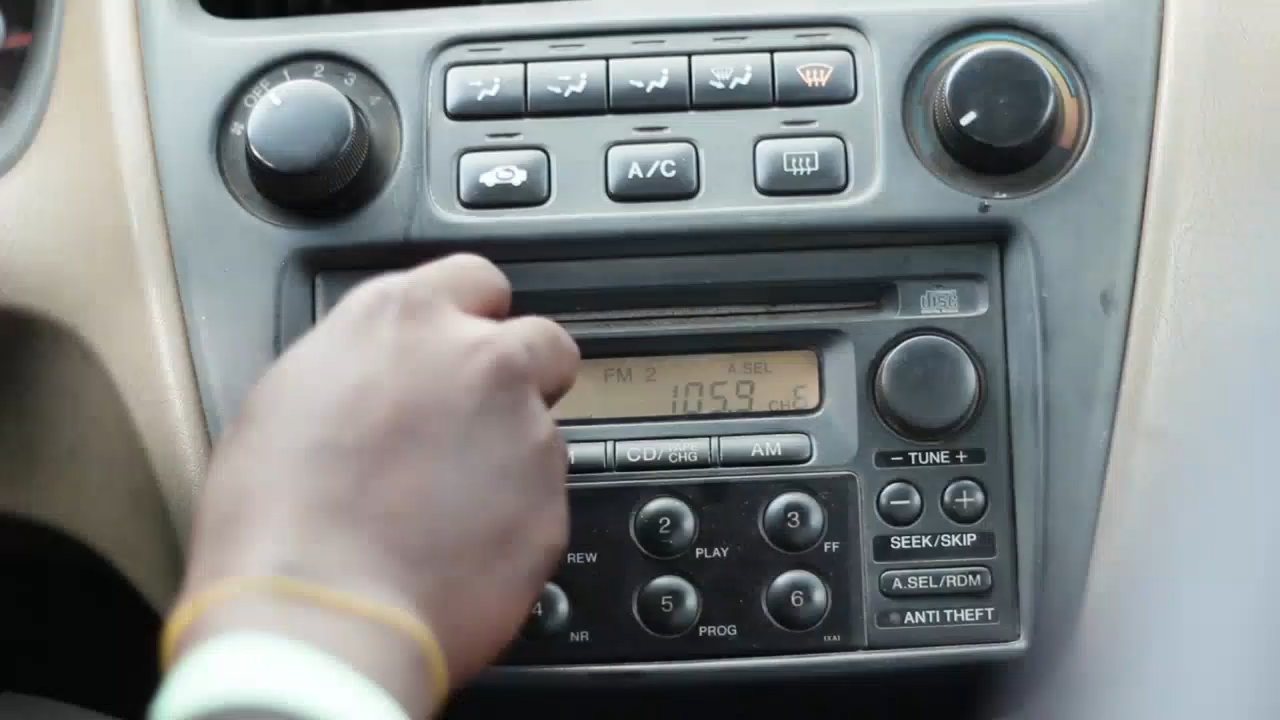 OFF 1 2 3 4
A/C
disc
FM 2 A.SEL
105.9 CH 6
CD/ CHG AM
- TUNE +
2 3
REW PLAY FF
SEEK/SKIP
A.SEL/RDM
4 5 6
NR PROG
ANTI THEFT